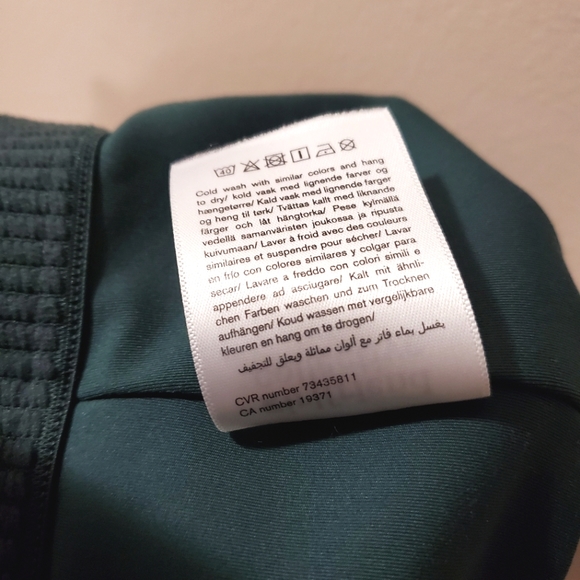 40
Cold wash with similar colors and hang
to dry/ kold vask med lignende farver og
hængetørre/ Kald vask med lignende farger
og heng til tørk/ Tvättas kallt med liknande
färger och låt hängtorka/ Pese kylmällä
vedellä samanväristen joukossa ja ripusta
kuivumaan/ Laver à froid avec des couleurs
similaires et suspendre pour sécher/ Lavar
en frío con colores similares y colgar para
secar/ Lavare a freddo con colori simili e
appendere ad asciugare/ Kalt mit ähnli-
chen Farben waschen und zum Trocknen
aufhängen/ Koud wassen met vergelijkbare
kleuren en hang om te drogen/
يغسل بماء فاتر مع ألوان مماثلة ويعلق للتجفيف
CVR number 73435811
CA number 19371